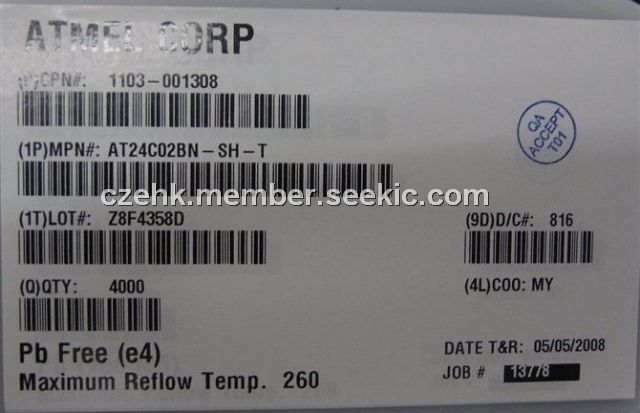 ATMEL CORP
(P)CPN#: 1103-001308
(1P)MPN#: AT24C02BN-SH-T
czehk.member.seekic.com
(1T)LOT#: Z8F4358D
(9D)D/C#: 816
(Q)QTY: 4000
(4L)COO: MY
QA
ACCEPT
T01
Pb Free (e4)
Maximum Reflow Temp. 260
DATE T&R: 05/05/2008
JOB # 13778